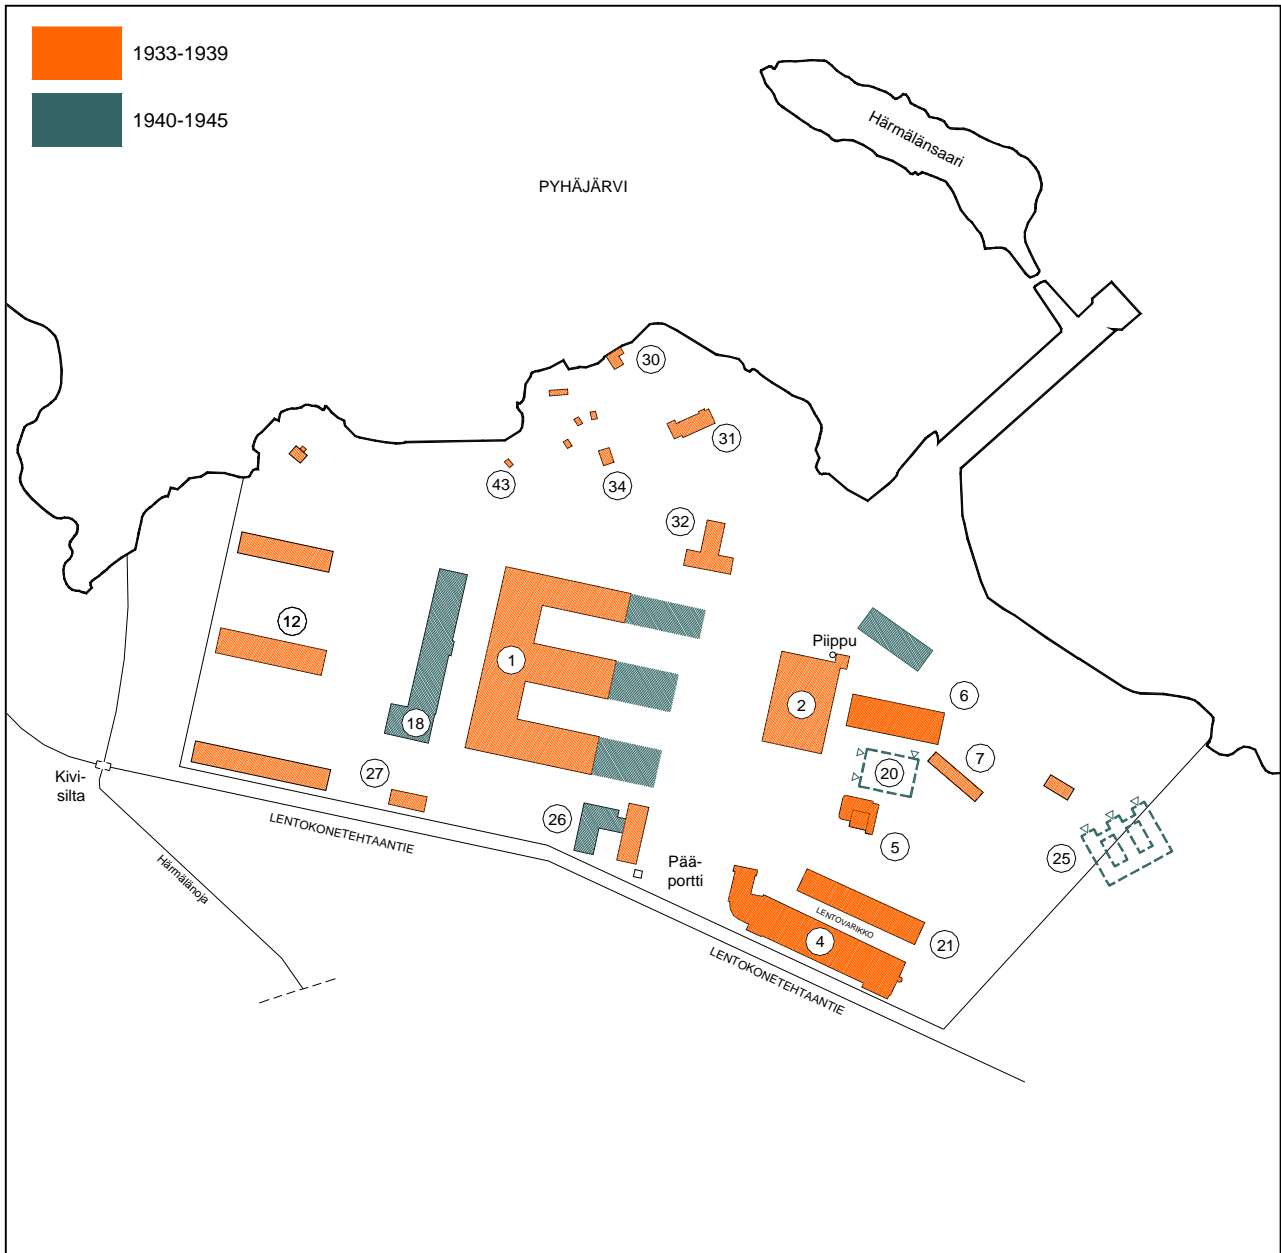 1933-1939
1940-1945
Härmälänsaari
PYHÄJÄRVI
30
31
43
34
32
12
1
Piippu
6
2
18
7
20
27
Kivi-
silta
26
5
25
LENTOKONETEHTAANTIE
Härmälänoja
Pää-
portti
LENTOVARIKKO
4
21
LENTOKONETEHTAANTIE